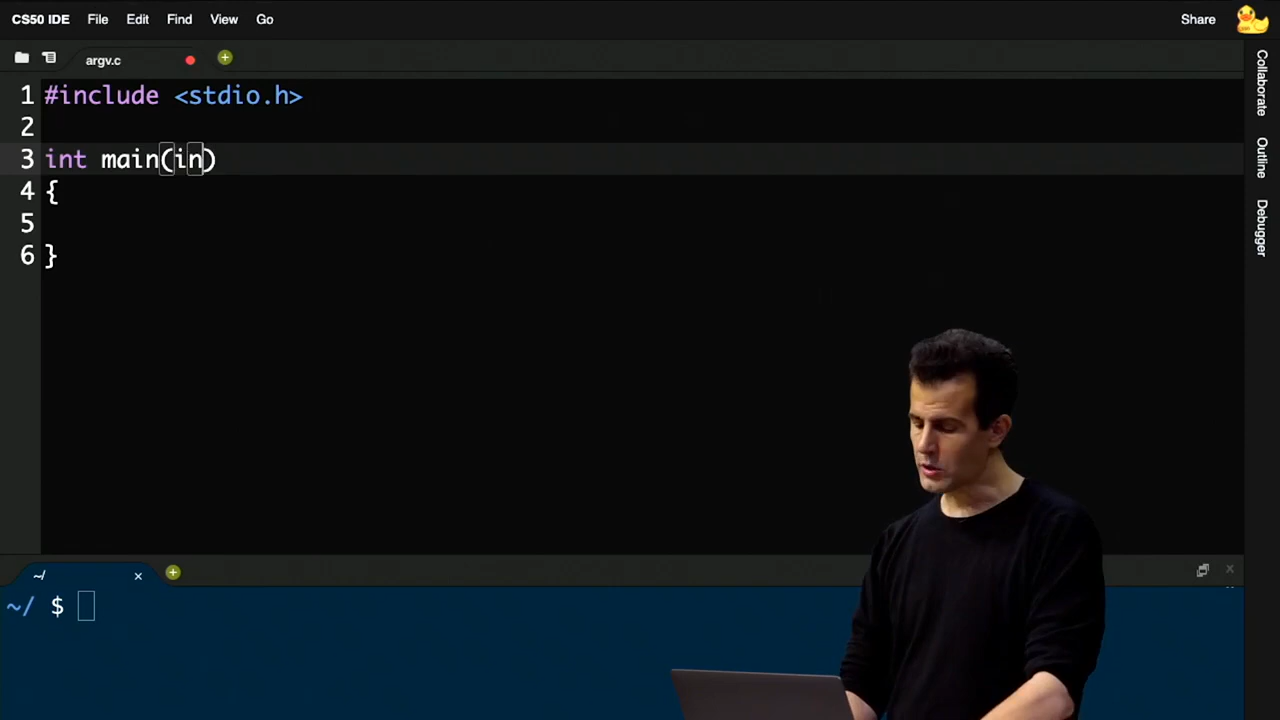 CS50 IDE File Edit View Find Go Share
argv.c
1 #include <stdio.h>
2
3 int main(in)
4 {
5
6 }
Collaborate
Outline
Debugger
~/ x
~/ $